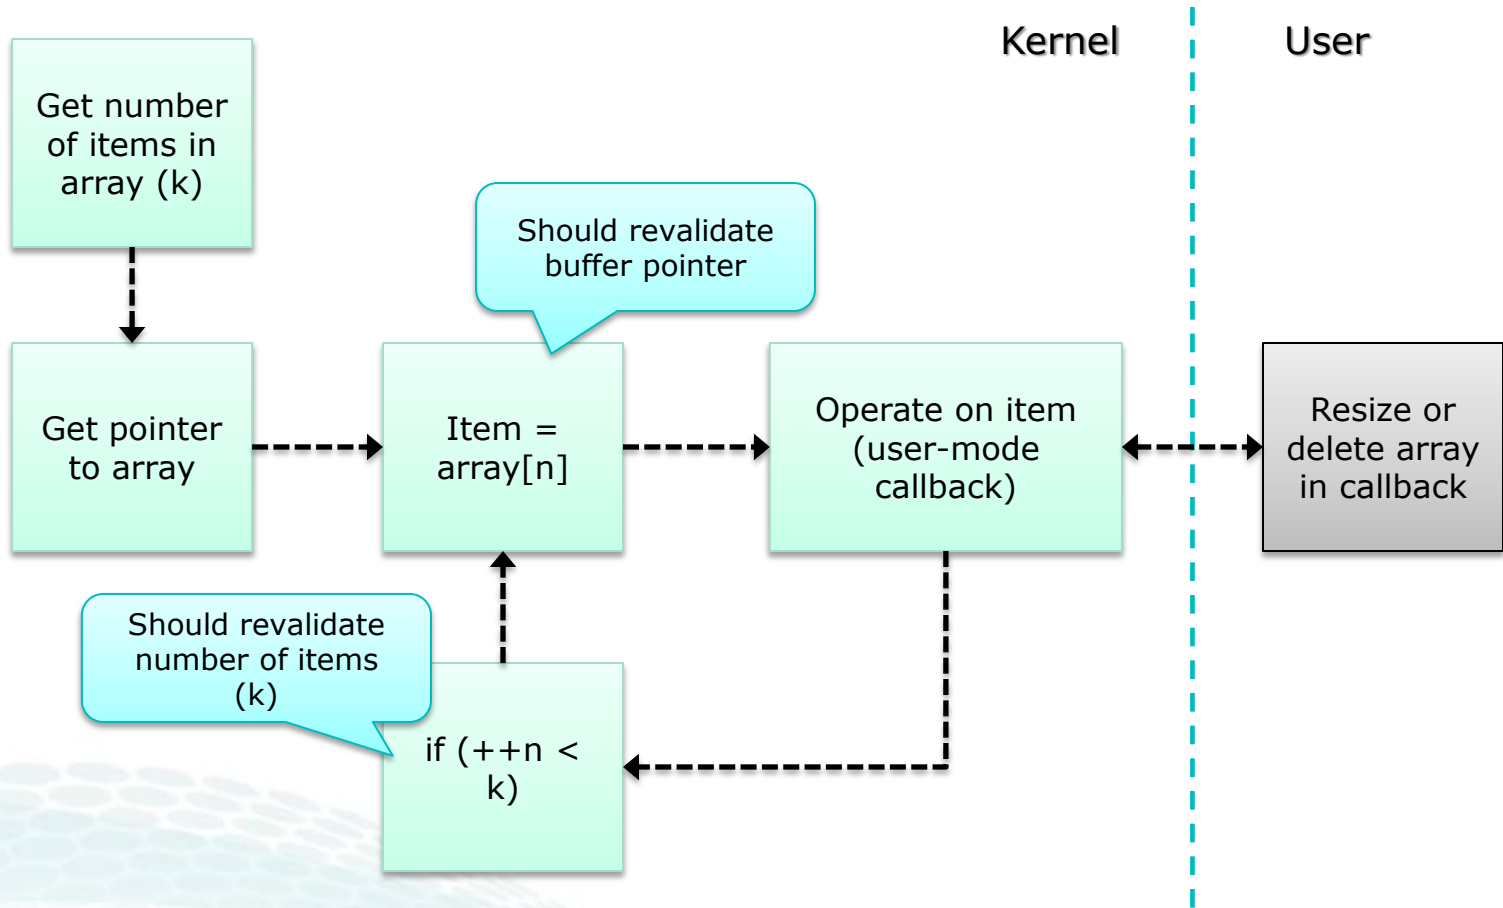 Kernel
User
Get number
of items in
array (k)
Should revalidate
buffer pointer
Get pointer
to array
Item =
array[n]
Operate on item
(user-mode
callback)
Resize or
delete array
in callback
Should revalidate
number of items
(k)
if (++n <
k)